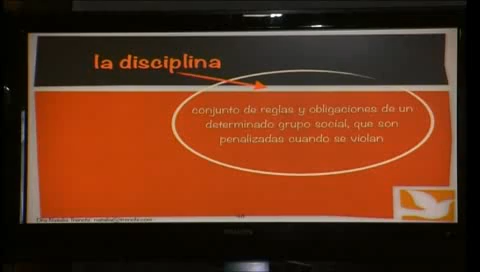 la disciplina
conjunto de reglas y obligaciones de un
determinado grupo social, que son
penalizadas cuando se violan